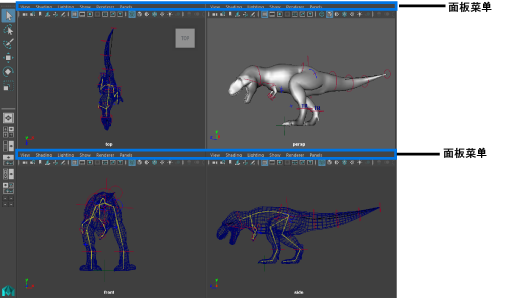 View Shading Lighting Show Renderer Panels View Shading Lighting Show Renderer Panels 面板菜单
TOP
top persp
View Shading Lighting Show Renderer Panels View Shading Lighting Show Renderer Panels 面板菜单
front side